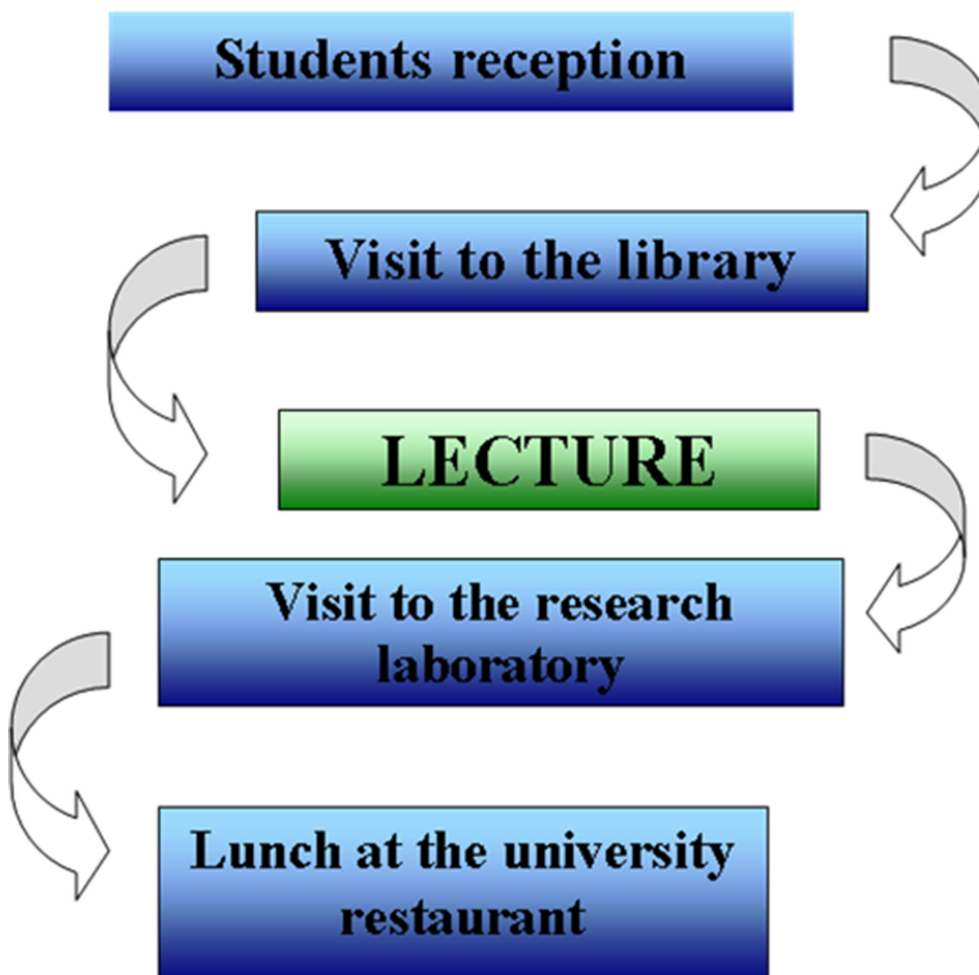 Students reception
Visit to the library
LECTURE
Visit to the research
laboratory
Lunch at the university
restaurant